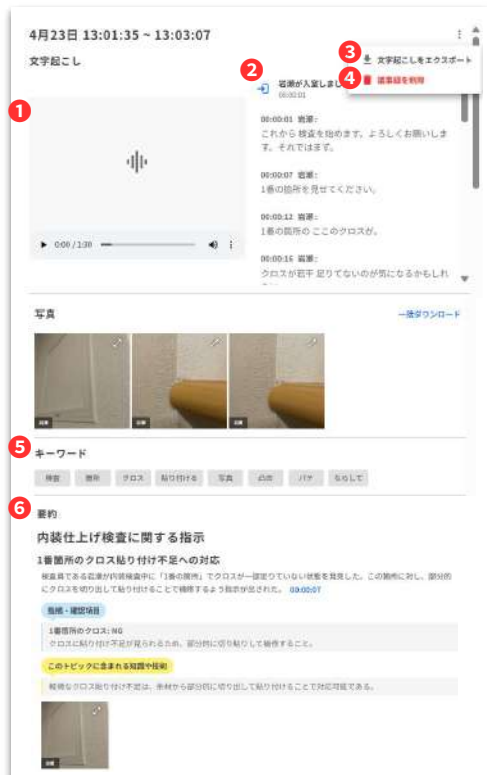 4月23日 13:01:35 ~ 13:03:07
文字起こし
3
文字起こしをエクスポート
4
議事録を削除
2
岩瀬が入室しまし
00:00:01
1
00:00:01 岩瀬:
これから 検査を始めます。よろしくお願いしま
す。それではまず、
00:00:07 岩瀬:
1番の箇所を見せてください。
00:00:12 岩瀬:
1番の箇所の ここのクロスが。
00:00:16 岩瀬:
クロスが若干 足りてないのが気になるかもしれ
0:00 / 1:30
写真
一括ダウンロード
岩瀬
岩瀬
岩瀬
5
キーワード
検査
箇所
クロス
貼り付ける
写真
凸凹
パテ
ならして
6
要約
内装仕上げ検査に関する指示
1番箇所のクロス貼り付け不足への対応
検査員である岩瀬が内装検査中に「1番の箇所」でクロスが一部足りていない状態を発見した。この箇所に対し、部分的
にクロスを切り出して貼り付けることで補修するよう指示が出された。 00:00:07
指摘・確認項目
1番箇所のクロス: NG
クロスに貼り付け不足が見られるため、部分的に切り貼りして補修すること。
このトピックに含まれる知識や技術
軽微なクロス貼り付け不足は、余材から部分的に切り出して貼り付けることで対応可能である。
岩瀬